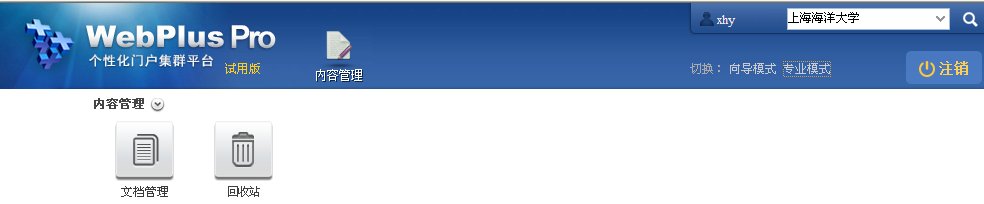 xhy
上海海洋大学
WebPlus Pro
个性化门户集群平台
试用版
内容管理
切换： 向导模式 专业模式
注销
内容管理
文档管理
回收站